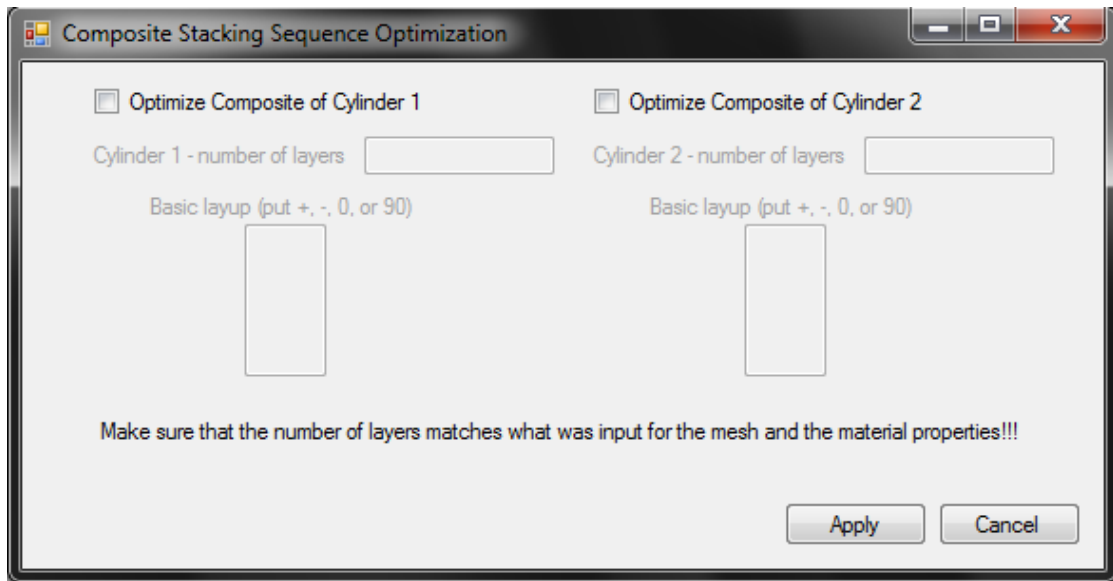 Composite Stacking Sequence Optimization
Optimize Composite of Cylinder 1
Optimize Composite of Cylinder 2
Cylinder 1 - number of layers
Cylinder 2 - number of layers
Basic layup (put +, -, 0, or 90)
Basic layup (put +, -, 0, or 90)
Make sure that the number of layers matches what was input for the mesh and the material properties!!!
Apply
Cancel